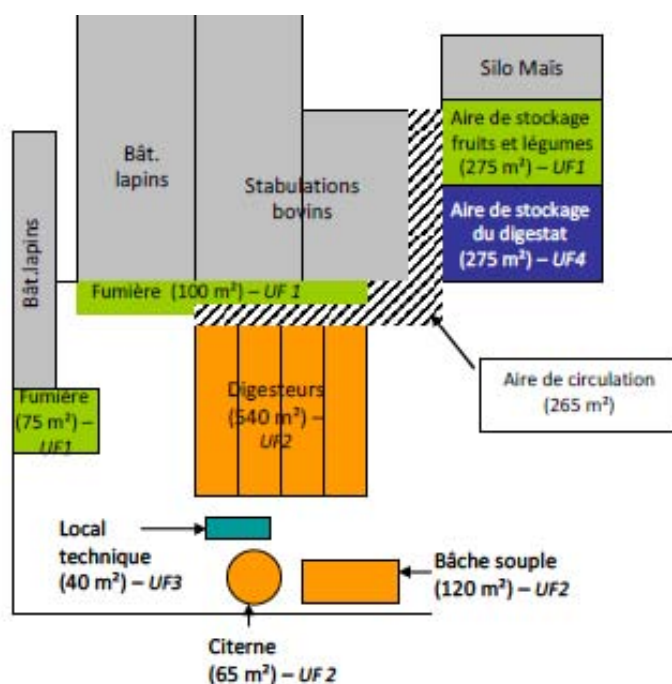 Silo Maïs
Aire de stockage
fruits et légumes
(275 m²) – UF1
Bât.
lapins
Stabulations
bovins
Aire de stockage
du digestat
(275 m²) – UF4
Bât.lapins
Fumière (100 m²) – UF 1
Aire de circulation
(265 m²)
Fumière
(75 m²) –
UF1
Digesteurs
(540 m²) –
UF2
Local
technique
(40 m²) – UF3
Bâche souple
(120 m²) – UF2
Citerne
(65 m²) – UF 2